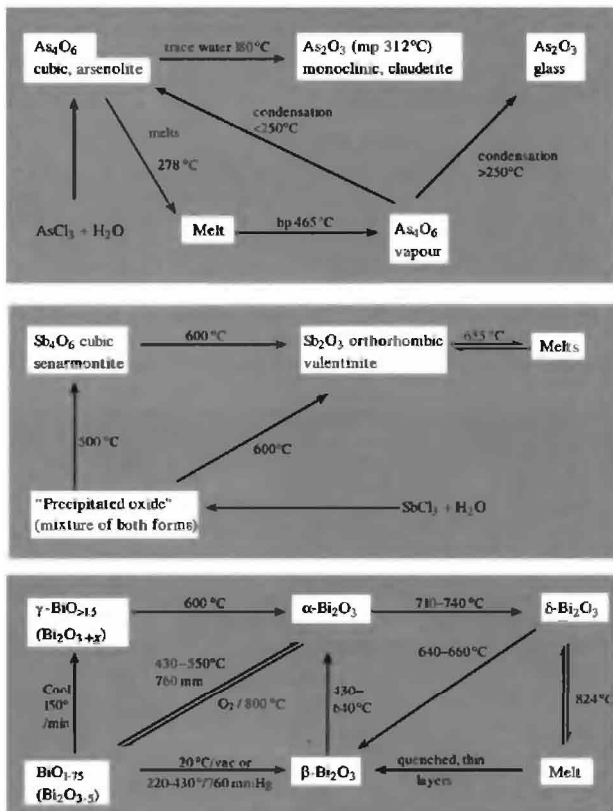 As₄O₆
cubic, arsenolite
trace water 180°C
As₂O₃ (mp 312°C)
monoclinic, claudetite
As₂O₃
glass
melts
278 °C
condensation
<250°C
condensation
>250°C
AsCl₃ + H₂O
Melt
bp 465 °C
As₄O₆
vapour
Sb₄O₆ cubic
senarmontite
600 °C
Sb₂O₃ orthorhombic
valentinite
655 °C
Melts
500 °C
600°C
"Precipitated oxide"
(mixture of both forms)
SbCl₃ + H₂O
γ-BiO>1.5
(Bi₂O₃₊ₓ)
600 °C
α-Bi₂O₃
710–740°C
δ-Bi₂O₃
Cool
150°
/min
430–550°C
760 mm
O₂ / 800 °C
430–
640°C
640–660°C
824°C
BiO₁.₇₅
(Bi₂O₃.₅)
20 °C/vac or
220-430°/760 mmHg
β-Bi₂O₃
quenched, thin
layers
Melt